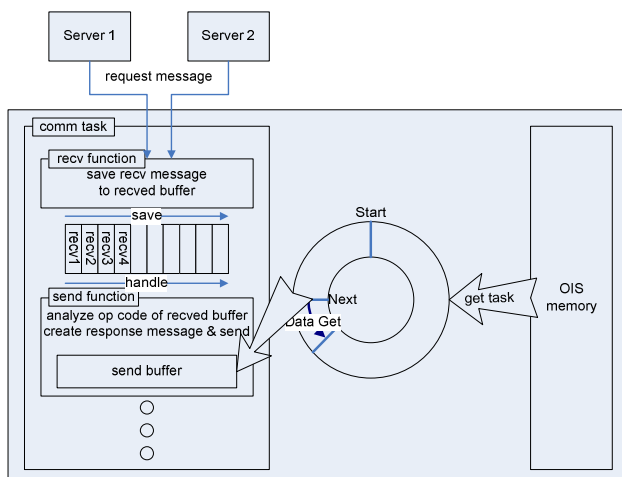 Server 1
Server 2
request message
comm task
recv function
save recv message
to recved buffer
save
recv1
recv2
recv3
recv4
handle
send function
analyze op code of recved buffer
create response message & send
send buffer
Start
Next
Data Get
get task
OIS
memory